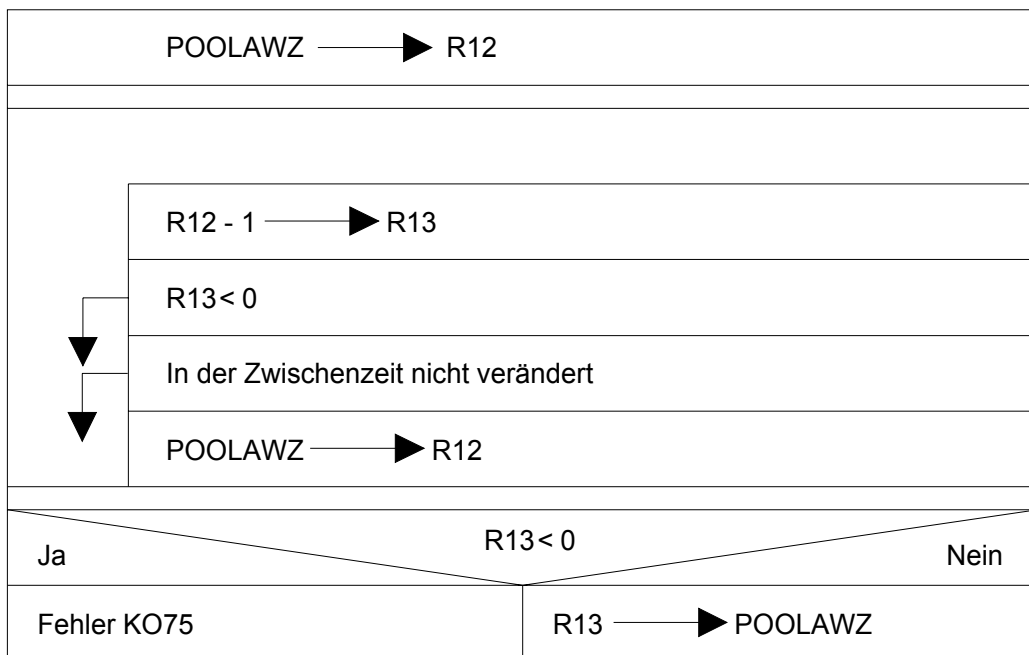 POOLAWZ R12
R12 - 1 R13
R13< 0
In der Zwischenzeit nicht verändert
POOLAWZ R12
R13< 0
Ja Nein
Fehler KO75 R13 POOLAWZ